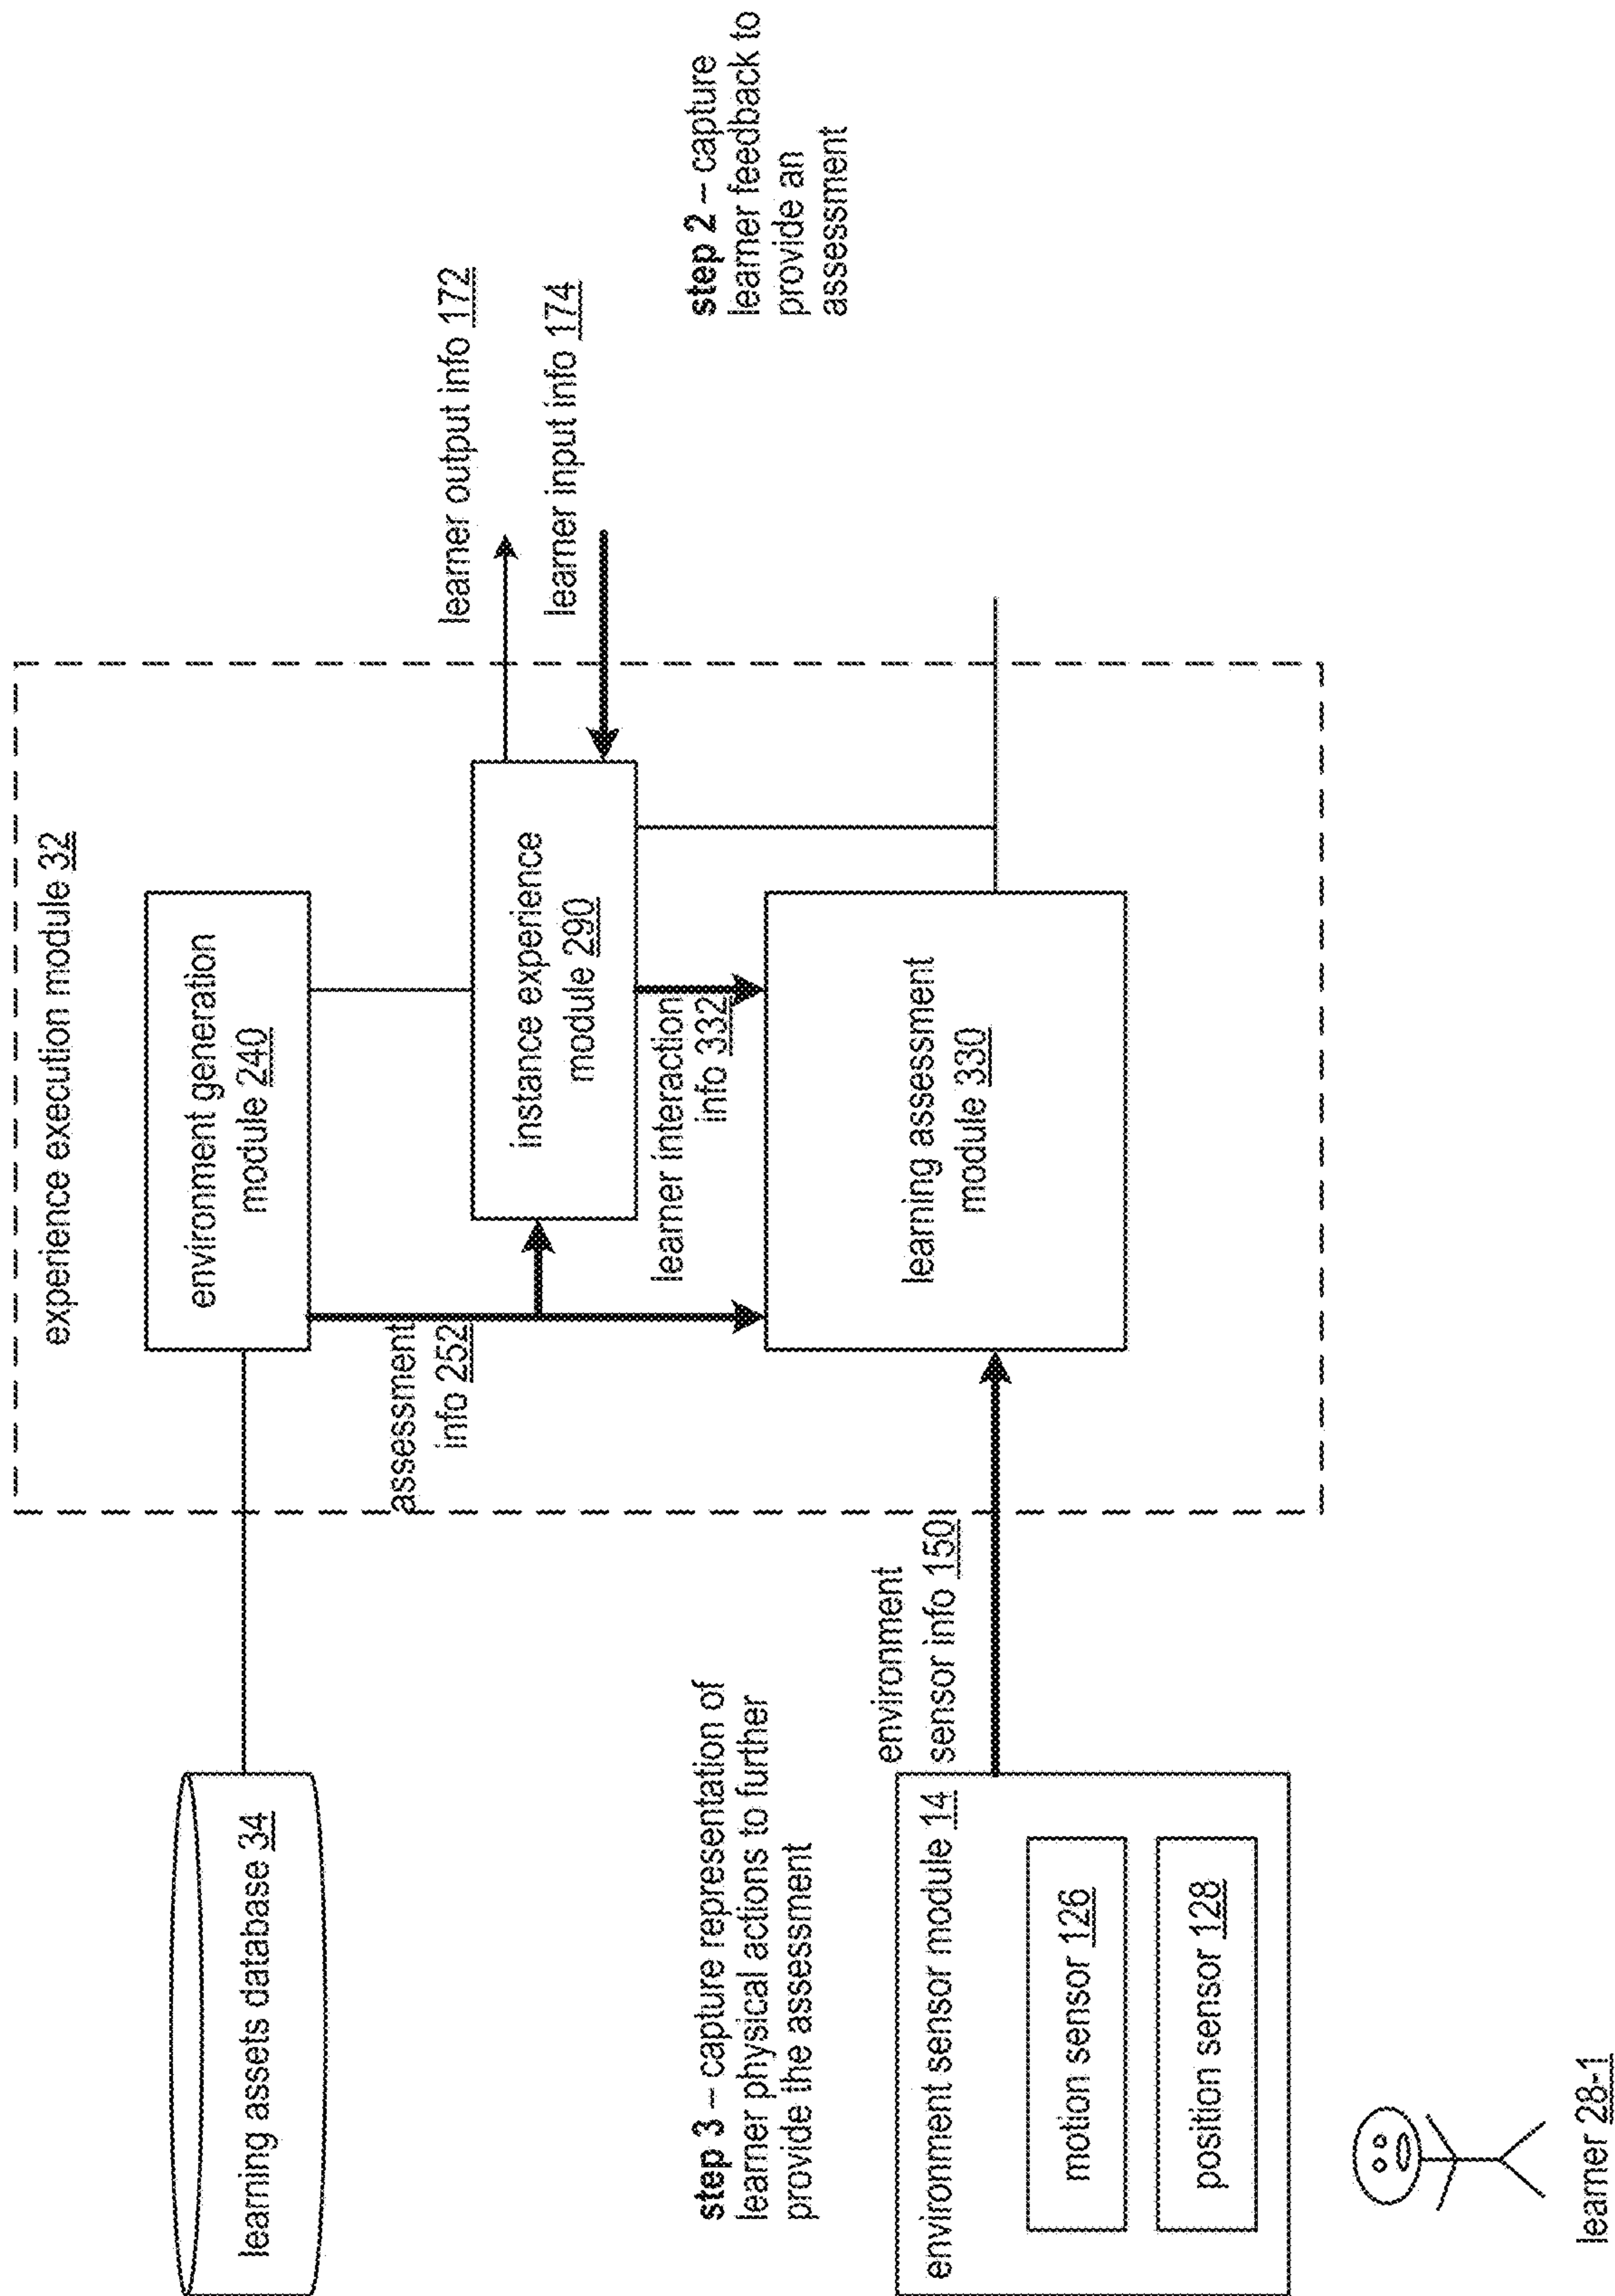 experience execution module 32
learning assets database 34
environment generation
module 240
assessment
info 252
instance experience
module 290
learner output info 172
learner input info 174
learner interaction
info 332
step 3 – capture representation of
learner physical actions to further
provide the assessment
step 2 – capture
learner feedback to
provide an
assessment
environment
sensor info 150
environment sensor module 14
motion sensor 126
position sensor 128
learning assessment
module 330
learner 28-1